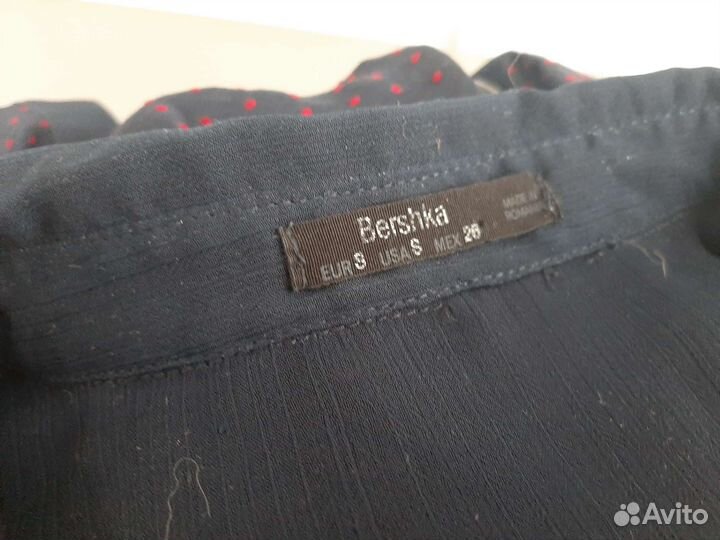 Bershka
EUR S USA S MEX 26
MADE IN
ROMANIA
Avito